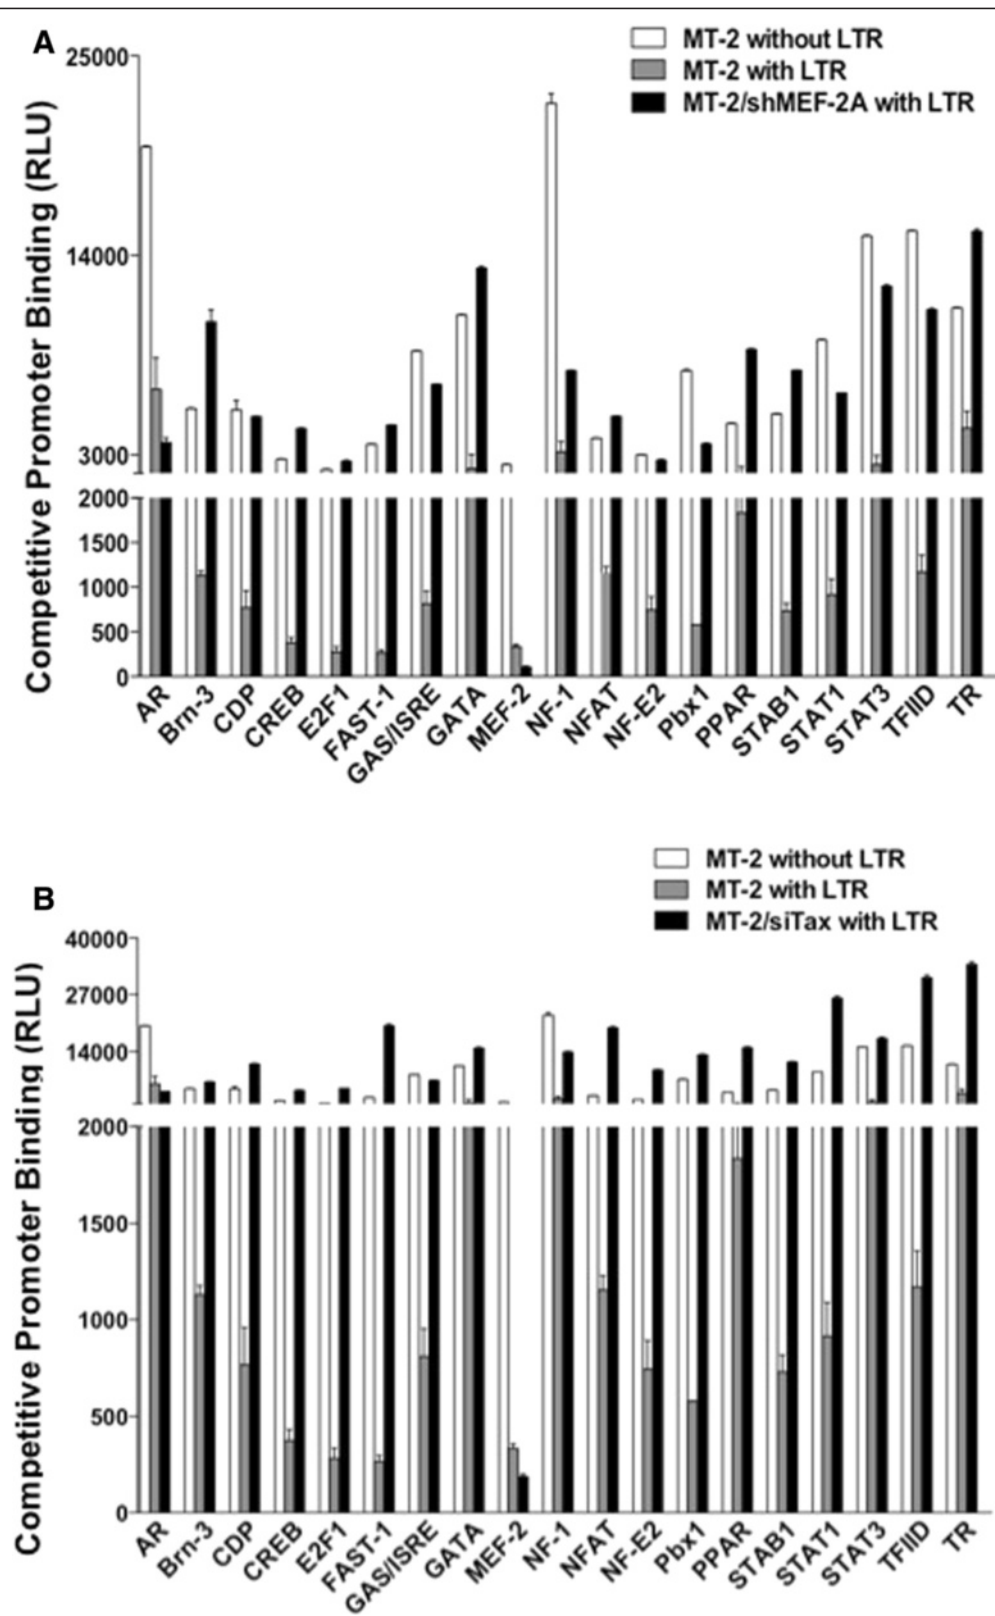 A
MT-2 without LTR
MT-2 with LTR
MT-2/shMEF-2A with LTR
Competitive Promoter Binding (RLU)
25000
14000
3000
2000
1500
1000
500
0
AR
Brn-3
CDP
CREB
E2F1
FAST-1
GAS/ISRE
GATA
MEF-2
NF-1
NFAT
NF-E2
Pbx1
PPAR
STAB1
STAT1
STAT3
TFIID
TR
B
MT-2 without LTR
MT-2 with LTR
MT-2/siTax with LTR
Competitive Promoter Binding (RLU)
40000
27000
14000
2000
1500
1000
500
0
AR
Brn-3
CDP
CREB
E2F1
FAST-1
GAS/ISRE
GATA
MEF-2
NF-1
NFAT
NF-E2
Pbx1
PPAR
STAB1
STAT1
STAT3
TFIID
TR